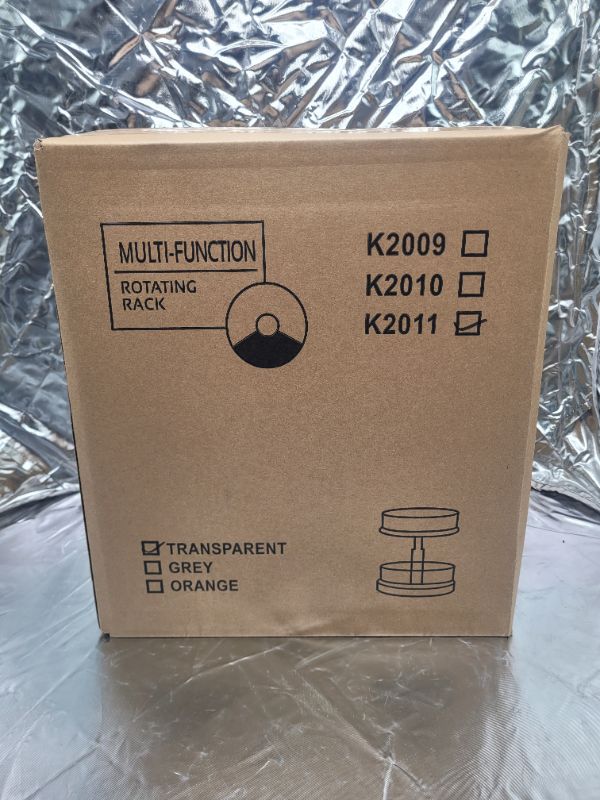 MULTI-FUNCTION
ROTATING
RACK
K2009
K2010
K2011
TRANSPARENT
GREY
ORANGE